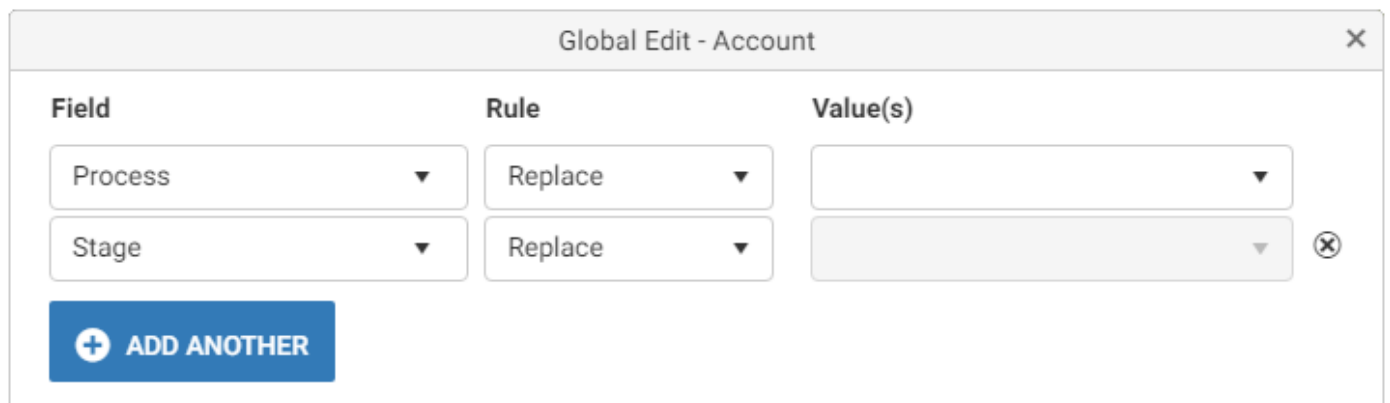 Global Edit - Account
Field Rule Value(s)
Process Replace
Stage Replace
ADD ANOTHER